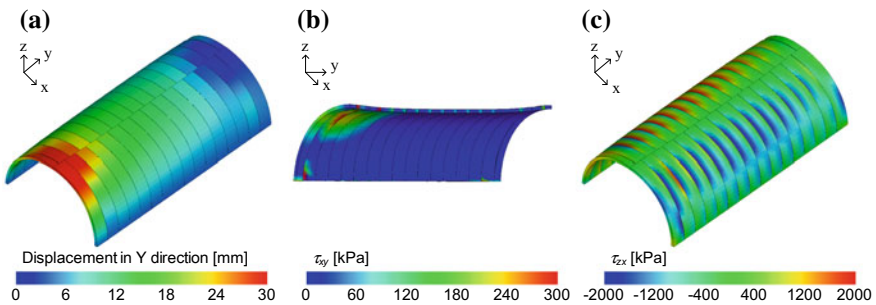 (a)
z
y
x
Displacement in Y direction [mm]
0 6 12 18 24 30
(b)
z
y
x
τxy [kPa]
0 60 120 180 240 300
(c)
z
y
x
τzx [kPa]
-2000 -1200 -400 400 1200 2000